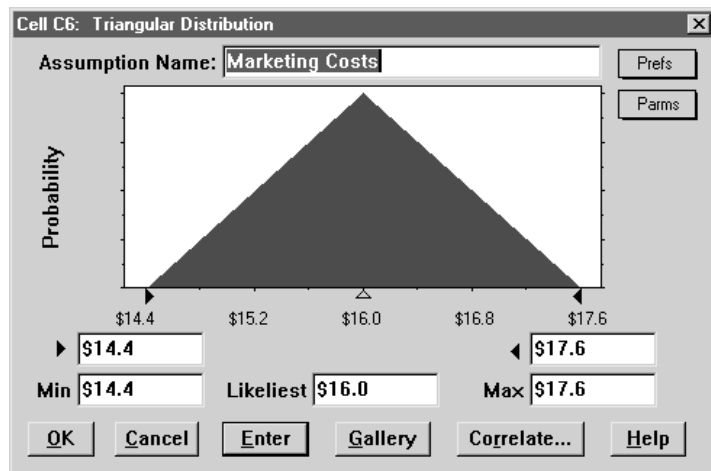 Cell C6: Triangular Distribution
Assumption Name: Marketing Costs
Prefs
Parms
Probability
$14.4 $15.2 $16.0 $16.8 $17.6
$14.4 $17.6
Min $14.4 Likeliest $16.0 Max $17.6
OK Cancel Enter Gallery Correlate... Help